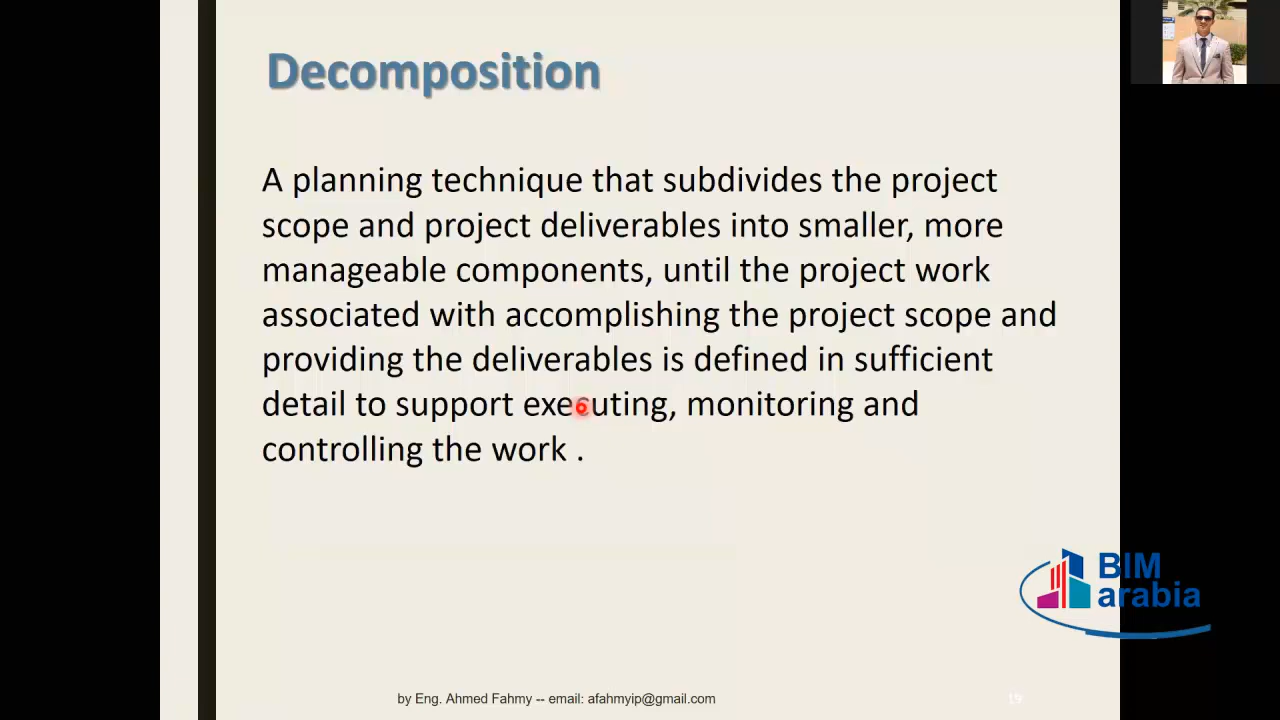 Decomposition
A planning technique that subdivides the project
scope and project deliverables into smaller, more
manageable components, until the project work
associated with accomplishing the project scope and
providing the deliverables is defined in sufficient
detail to support executing, monitoring and
controlling the work .
BIM
arabia
by Eng. Ahmed Fahmy -- email: afahmyip@gmail.com
19